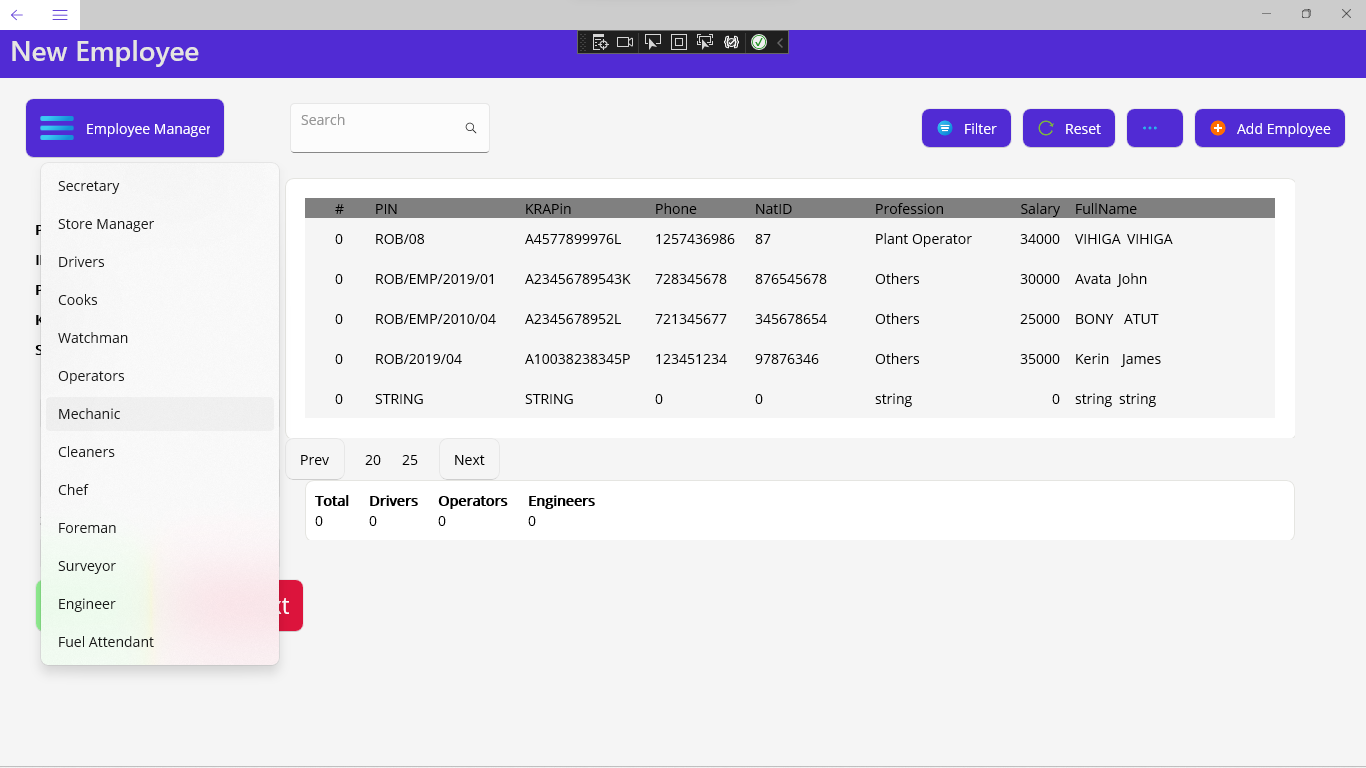 New Employee
Employee Manager
Search
Filter
Reset
Add Employee
Secretary
Store Manager
Drivers
Cooks
Watchman
Operators
Mechanic
Cleaners
Chef
Foreman
Surveyor
Engineer
Fuel Attendant
# PIN KRAPin Phone NatID Profession Salary FullName
0 ROB/08 A4577899976L 1257436986 87 Plant Operator 34000 VIHIGA VIHIGA
0 ROB/EMP/2019/01 A23456789543K 728345678 876545678 Others 30000 Avata John
0 ROB/EMP/2010/04 A2345678952L 721345677 345678654 Others 25000 BONY ATUT
0 ROB/2019/04 A10038238345P 123451234 97876346 Others 35000 Kerin James
0 STRING STRING 0 0 string 0 string string
Prev 20 25 Next
Total Drivers Operators Engineers
0 0 0 0